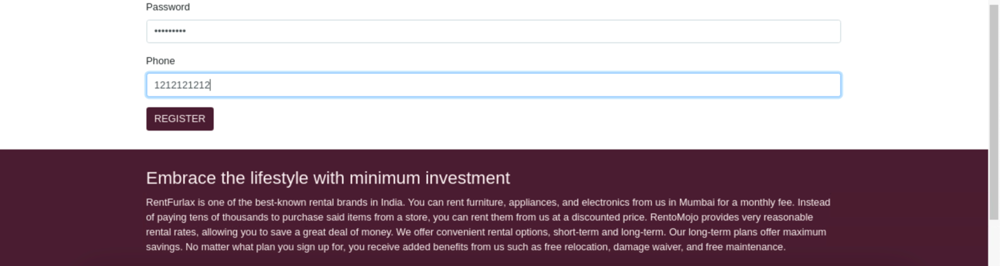 Password
•••••••••
Phone
1212121212
REGISTER
Embrace the lifestyle with minimum investment
RentFurlax is one of the best-known rental brands in India. You can rent furniture, appliances, and electronics from us in Mumbai for a monthly fee. Instead
of paying tens of thousands to purchase said items from a store, you can rent them from us at a discounted price. RentoMojo provides very reasonable
rental rates, allowing you to save a great deal of money. We offer convenient rental options, short-term and long-term. Our long-term plans offer maximum
savings. No matter what plan you sign up for, you receive added benefits from us such as free relocation, damage waiver, and free maintenance.